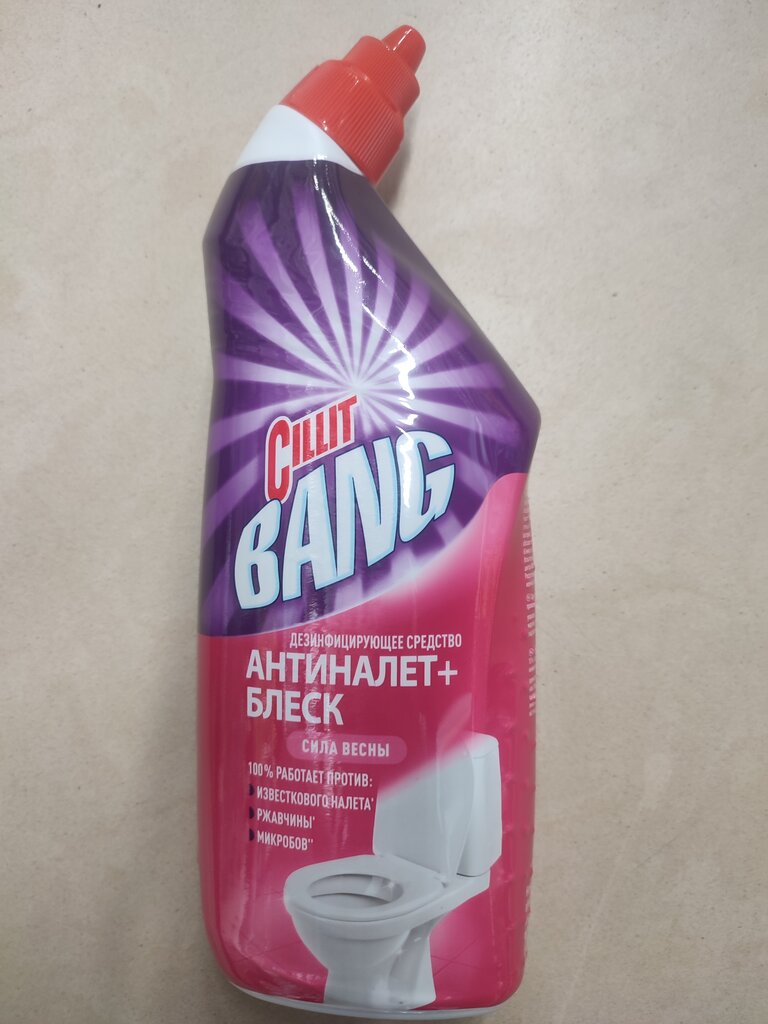 CILLIT
BANG
ДЕЗИНФИЦИРУЮЩЕЕ СРЕДСТВО
АНТИНАЛЕТ+
БЛЕСК
СИЛА ВЕСНЫ
100% РАБОТАЕТ ПРОТИВ:
ИЗВЕСТКОВОГО НАЛЕТА'
РЖАВЧИНЫ'
МИКРОБОВ"